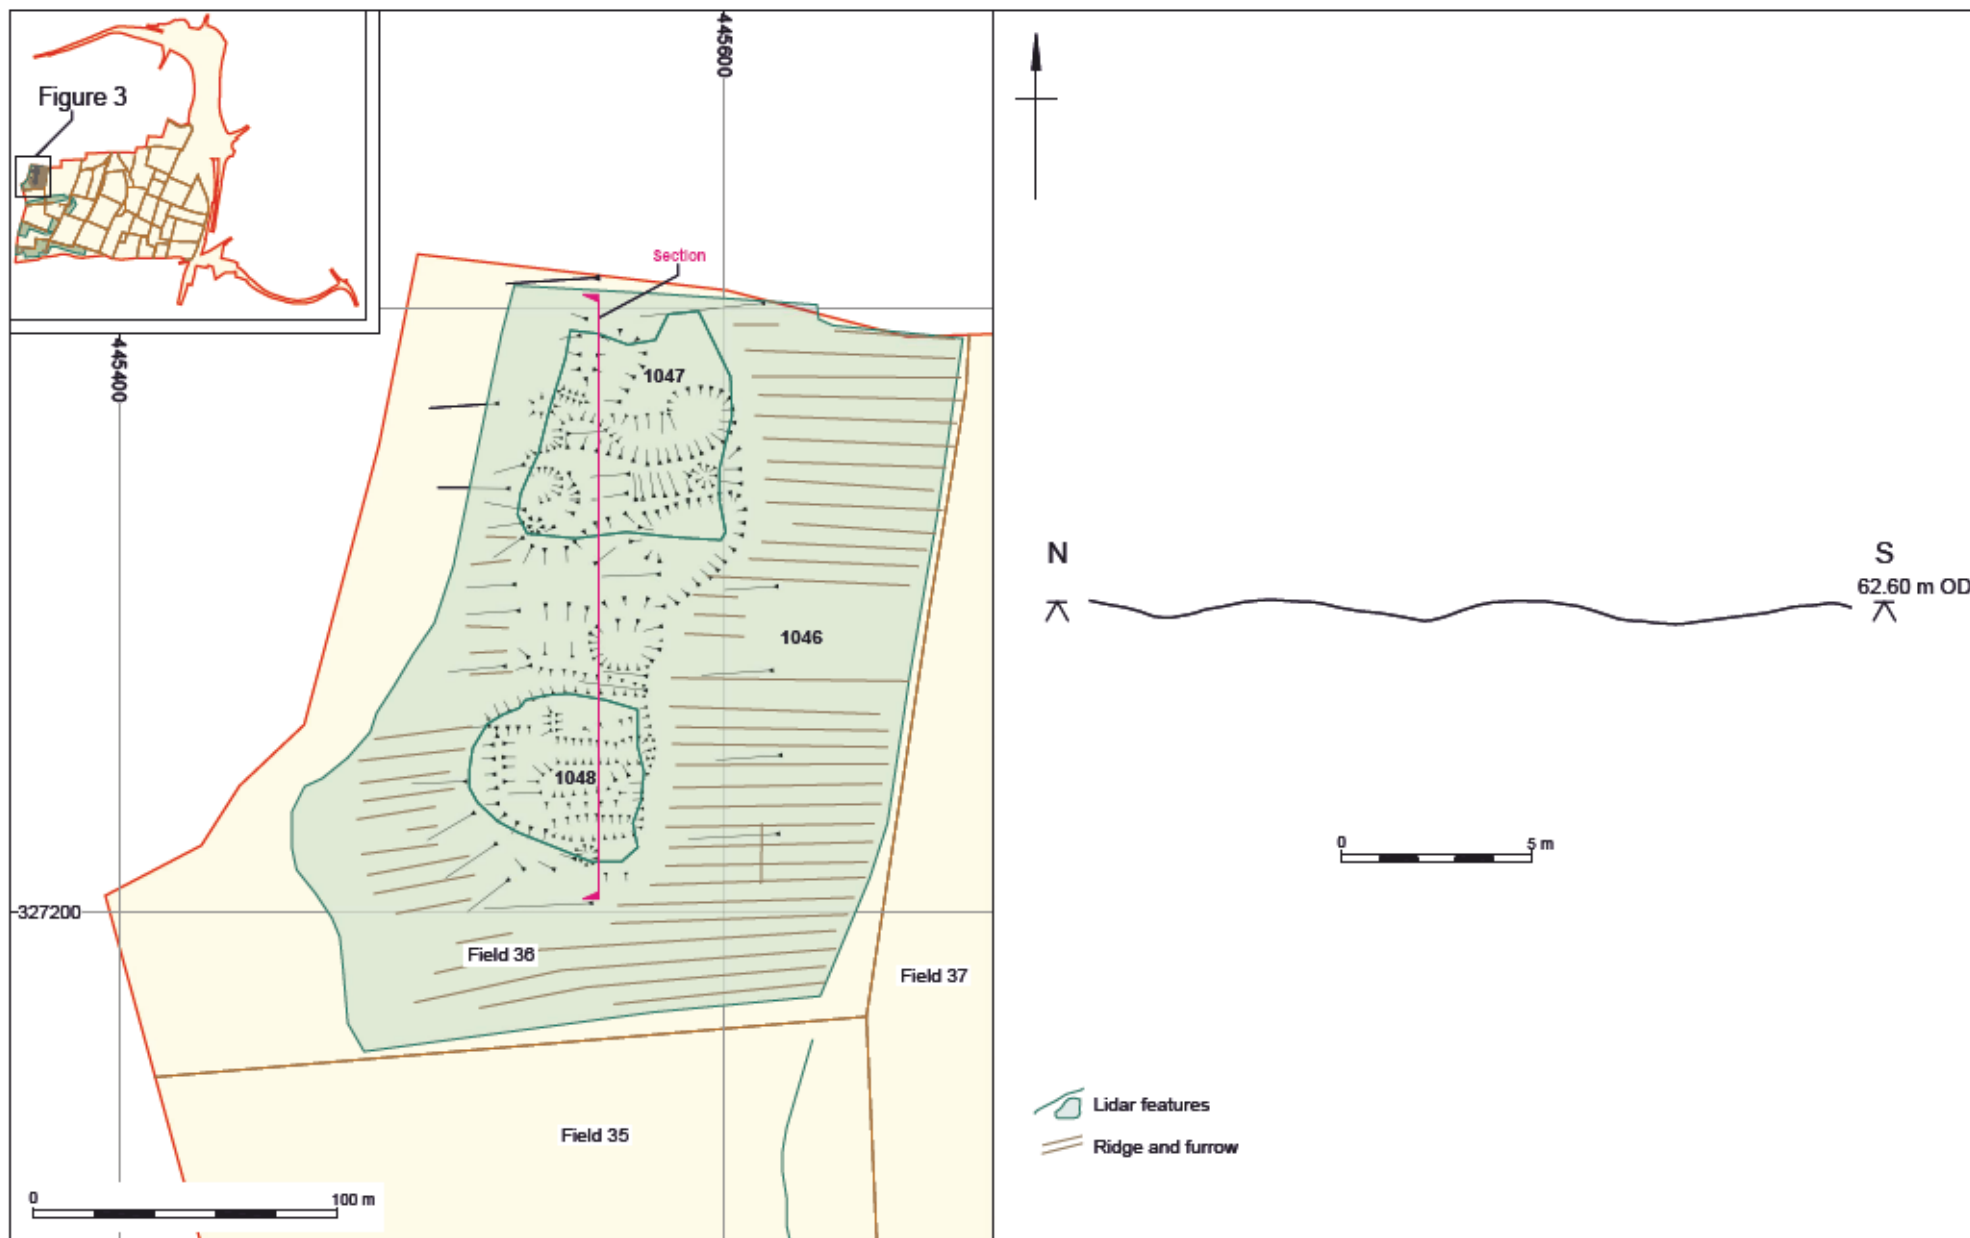 Figure 3
445600
445400
Section
1047
1046
1048
327200
Field 36
Field 37
Field 35
0 100 m
N S
62.60 m OD
0 5 m
Lidar features
Ridge and furrow